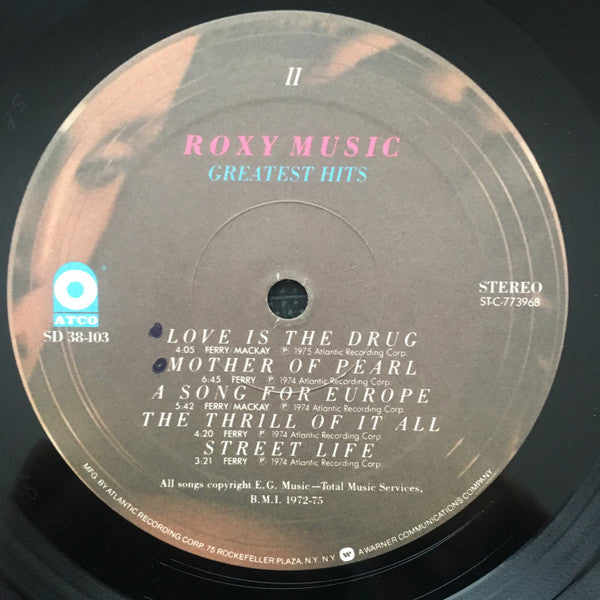 II
ROXY MUSIC
GREATEST HITS
STEREO
ST-C-773968
ATCO
SD 38-103
LOVE IS THE DRUG
4:05 FERRY/MACKAY ℗ 1975 Atlantic Recording Corp.
MOTHER OF PEARL
6:45 FERRY ℗ 1974 Atlantic Recording Corp.
A SONG FOR EUROPE
5:42 FERRY/MACKAY ℗ 1974 Atlantic Recording Corp.
THE THRILL OF IT ALL
4:20 FERRY ℗ 1974 Atlantic Recording Corp.
STREET LIFE
3:21 FERRY ℗ 1974 Atlantic Recording Corp.
All songs copyright E.G. Music—Total Music Services,
B.M.I. 1972-75
MFG. BY ATLANTIC RECORDING CORP. 75 ROCKEFELLER PLAZA, N.Y. N.Y. W A WARNER COMMUNICATIONS COMPANY